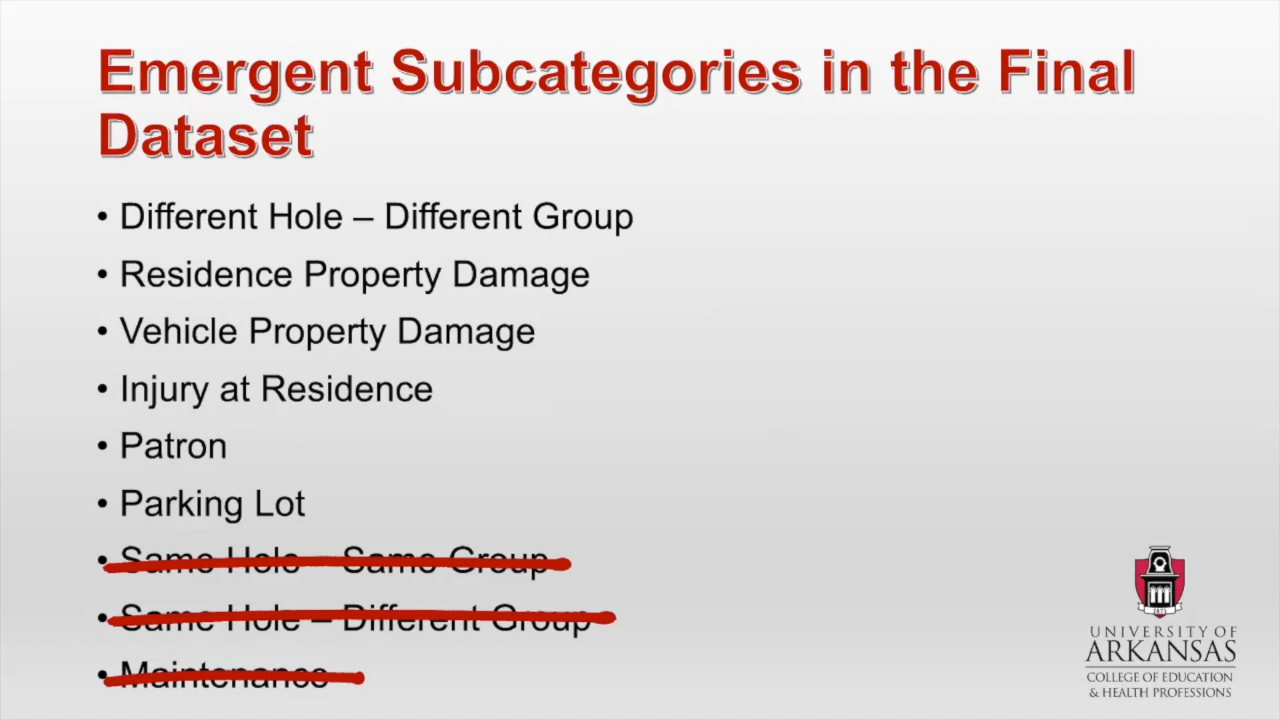 Emergent Subcategories in the Final
Dataset
• Different Hole – Different Group
• Residence Property Damage
• Vehicle Property Damage
• Injury at Residence
• Patron
• Parking Lot
• Same Hole – Same Group
• Same Hole – Different Group
• Maintenance
1871
UNIVERSITY OF
ARKANSAS
COLLEGE OF EDUCATION
& HEALTH PROFESSIONS